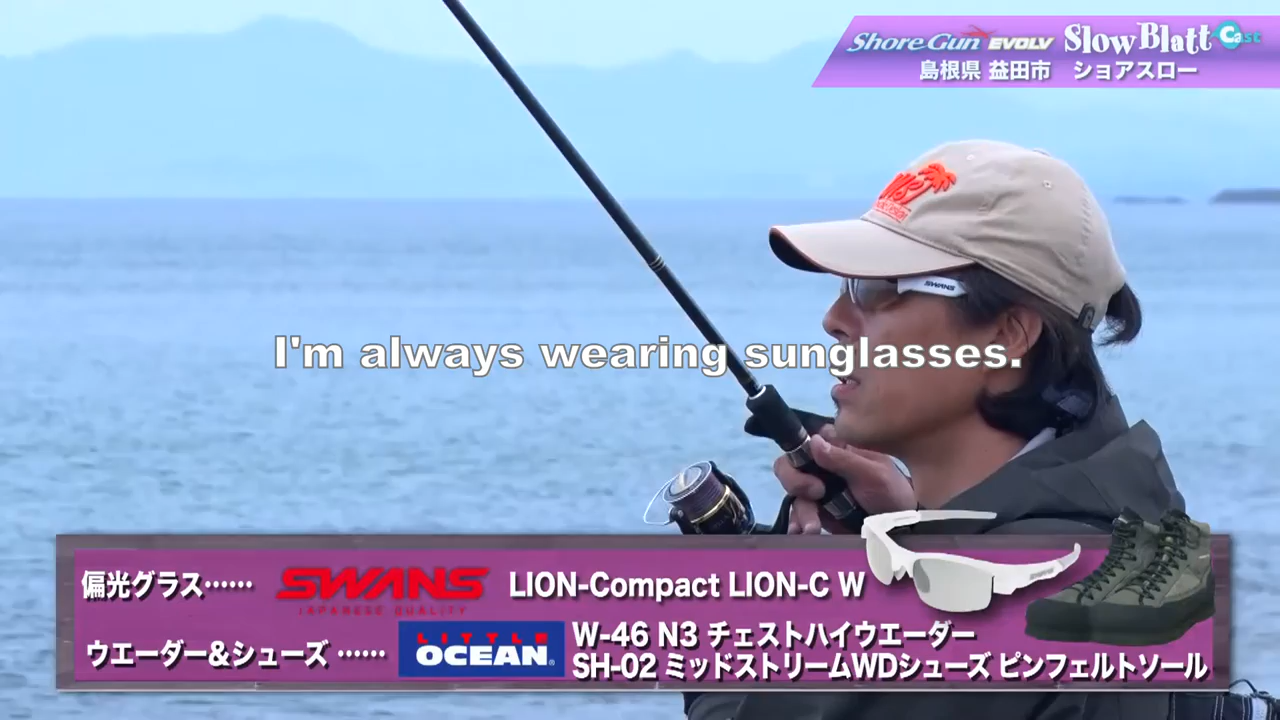 Shore Gun EVOLV SlowBlatt Cast
島根県 益田市 ショアスロー
SWANS
I'm always wearing sunglasses.
偏光グラス…… SWANS LION-Compact LION-C W
JAPANESE QUALITY
ウエーダー&シューズ …… LITTLE OCEAN® W-46 N3 チェストハイウエーダー
SH-02 ミッドストリームWDシューズ ピンフェルトソール